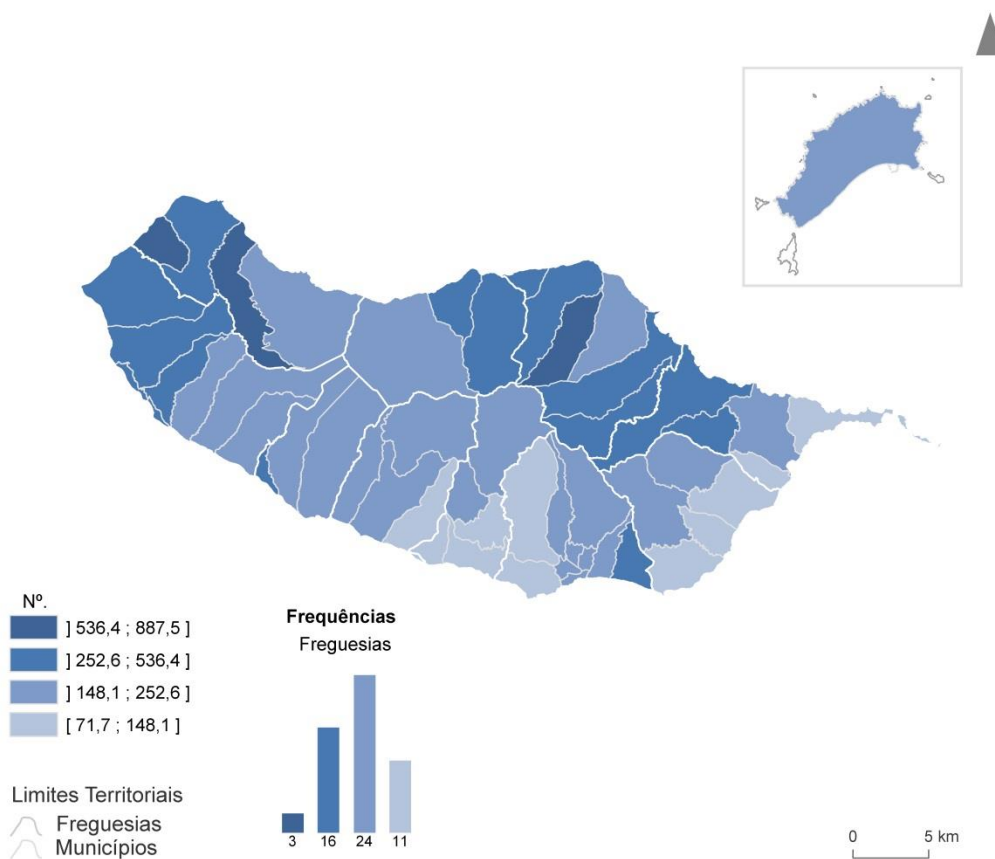 Nº.
] 536,4 ; 887,5 ]
] 252,6 ; 536,4 ]
] 148,1 ; 252,6 ]
[ 71,7 ; 148,1 ]
Frequências
Freguesias
3 16 24 11
Limites Territoriais
Freguesias
Municípios
0 5 km